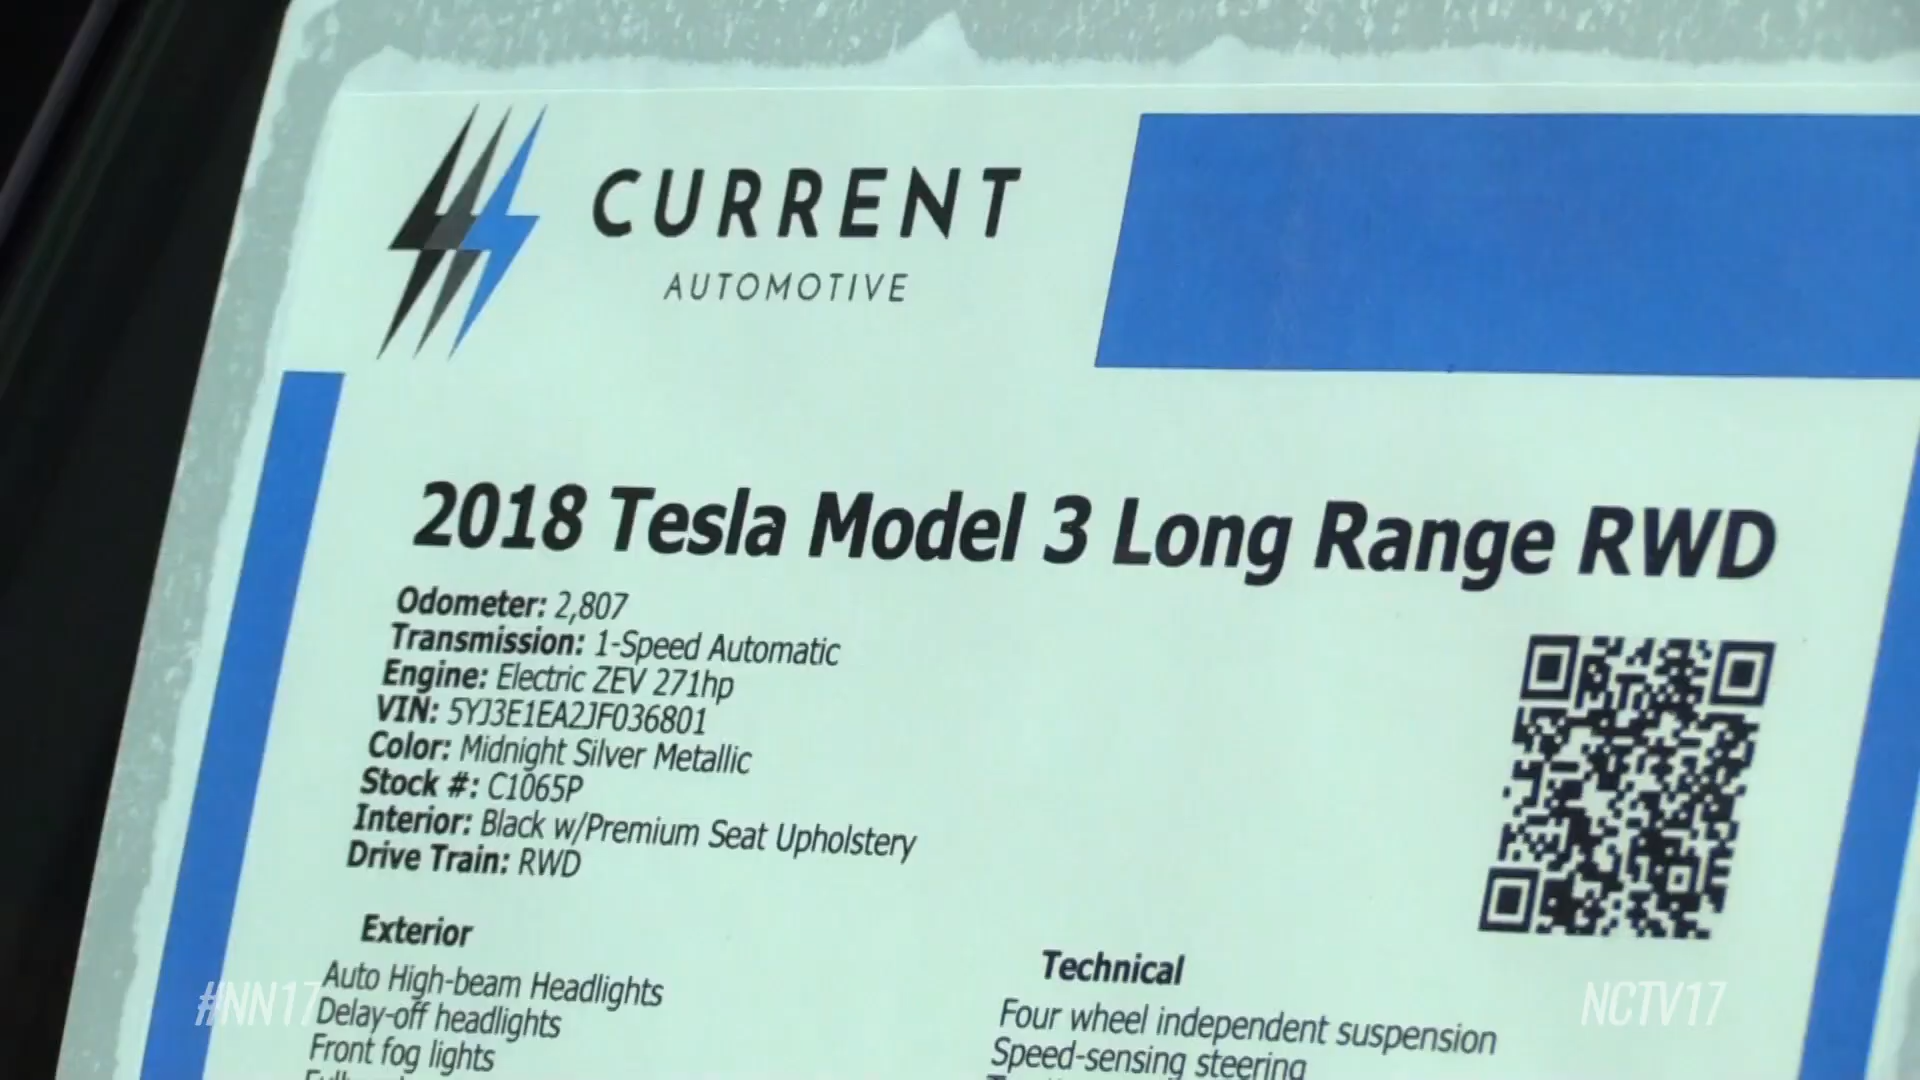 CURRENT
AUTOMOTIVE
2018 Tesla Model 3 Long Range RWD
Odometer: 2,807
Transmission: 1-Speed Automatic
Engine: Electric ZEV 271hp
VIN: 5YJ3E1EA2JF036801
Color: Midnight Silver Metallic
Stock #: C1065P
Interior: Black w/Premium Seat Upholstery
Drive Train: RWD
Exterior
Auto High-beam Headlights
Delay-off headlights
Front fog lights
Technical
Four wheel independent suspension
Speed-sensing steering
#NN17
NCTV17